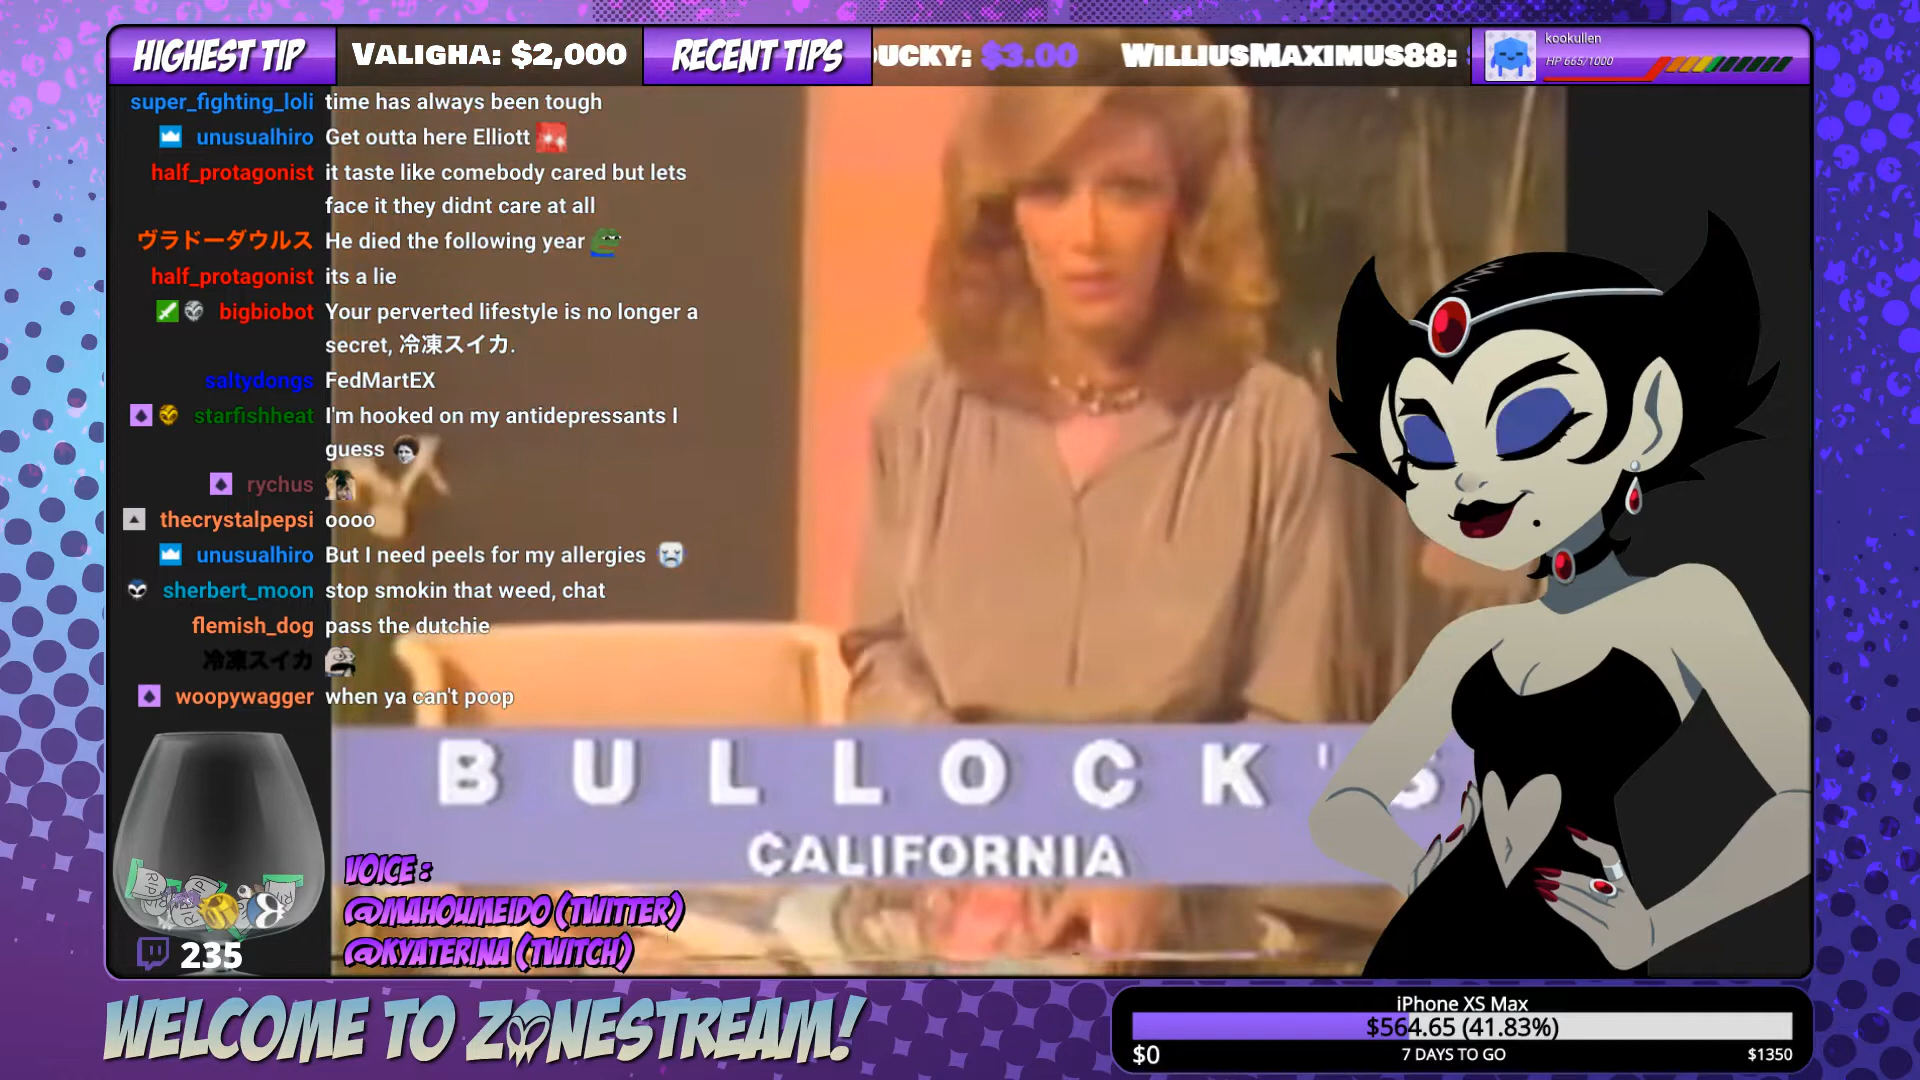 HIGHEST TIP
VALIGHA: $2,000
RECENT TIPS
DUCKY: $3.00 WILLIUSMAXIMUS88:
kookullen
HP 665/1000
super_fighting_loli time has always been tough
unusualhiro Get outta here Elliott
half_protagonist it taste like comebody cared but lets
face it they didnt care at all
ヴラドーダウルス He died the following year
half_protagonist its a lie
bigbiobot Your perverted lifestyle is no longer a
secret, 冷凍スイカ.
saltydongs FedMartEX
starfishheat I'm hooked on my antidepressants I
guess
rychus
thecrystalpepsi oooo
unusualhiro But I need peels for my allergies
sherbert_moon stop smokin that weed, chat
flemish_dog pass the dutchie
冷凍スイカ
woopywagger when ya can't poop
BULLOCK'S
CALIFORNIA
VOICE :
@MAHOUMEIDO (TWITTER)
@KYATERINA (TWITCH)
RIP
RIP
235
WELCOME TO ZONESTREAM!
iPhone XS Max
$564.65 (41.83%)
$0 7 DAYS TO GO $1350